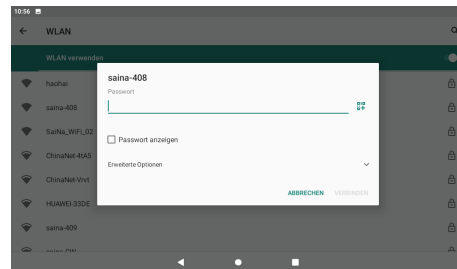 10:56
WLAN
WLAN verwenden
haohai
saina-408
SaiNa_WiFi_02
ChinaNet-4tA5
ChinaNet-Vrvt
HUAWEI-33DE
saina-409
saina-408
Passwort
Passwort anzeigen
Erweiterte Optionen
ABBRECHEN VERBINDEN